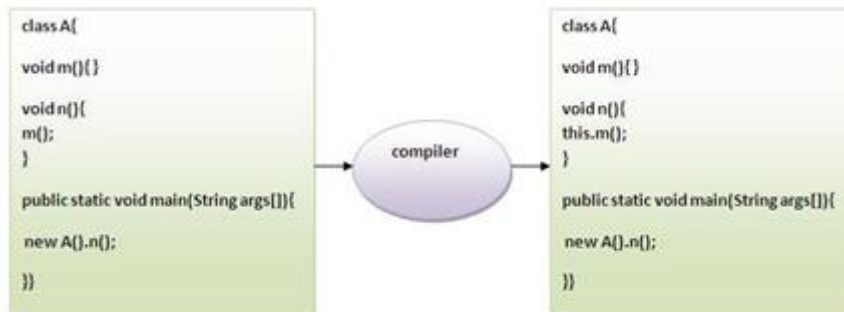 class A{
void m(){}
void n(){
m();
}
public static void main(String args[]){
new A().n();
}}
compiler
class A{
void m(){}
void n(){
this.m();
}
public static void main(String args[]){
new A().n();
}}